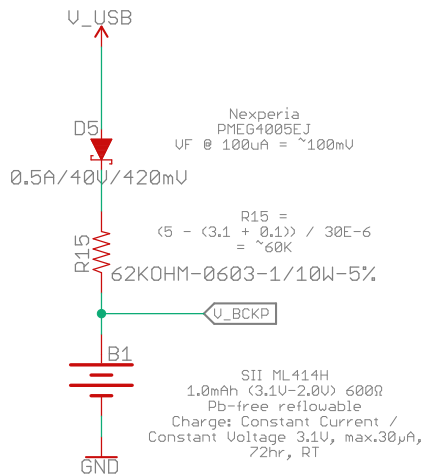 V_USB
D5
0.5A/40V/420mV
Nexperia
PMEG4005EJ
VF @ 100uA = ~100mV
R15
62KOHM-0603-1/10W-5%
R15 =
(5 - (3.1 + 0.1)) / 30E-6
= ~60K
V_BCKP
B1
SII ML414H
1.0mAh (3.1V-2.0V) 600Ω
Pb-free reflowable
Charge: Constant Current /
Constant Voltage 3.1V, max.30µA,
72hr, RT
GND